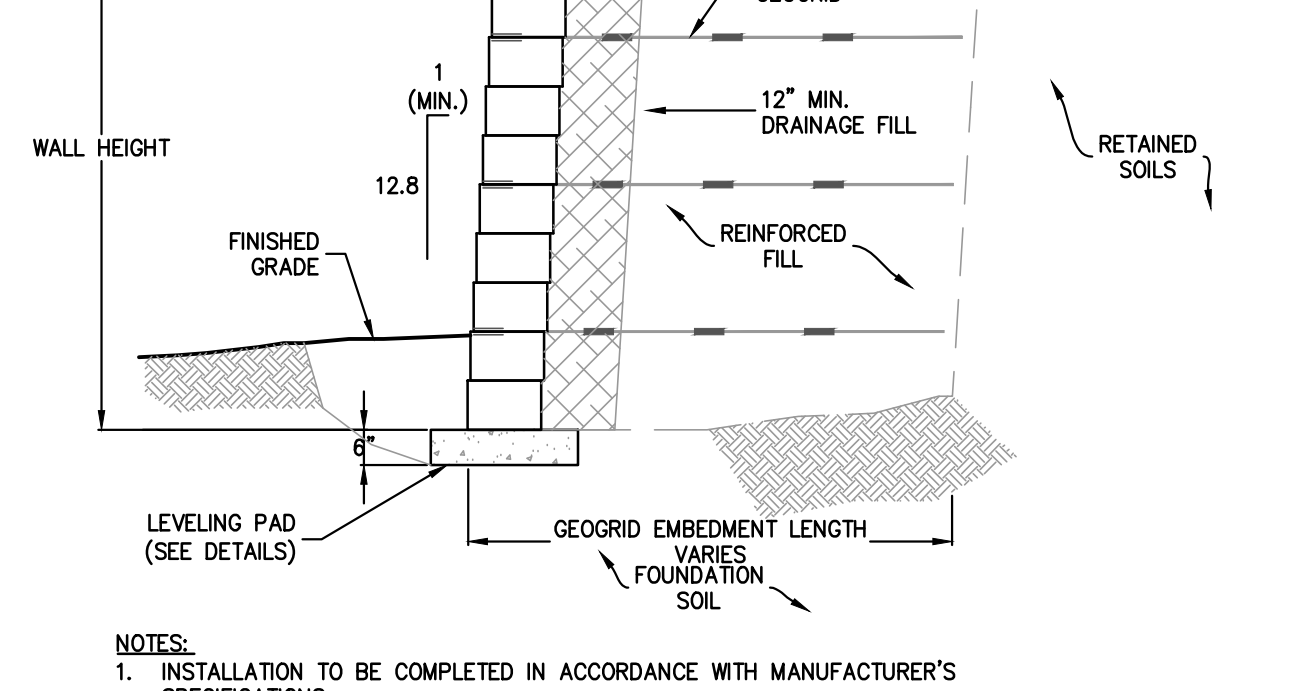 GEOGRID
1
(MIN.)
12" MIN.
DRAINAGE FILL
WALL HEIGHT
RETAINED
SOILS
12.8
REINFORCED
FILL
FINISHED
GRADE
6"
LEVELING PAD
(SEE DETAILS)
GEOGRID EMBEDMENT LENGTH
VARIES
FOUNDATION
SOIL
NOTES:
1. INSTALLATION TO BE COMPLETED IN ACCORDANCE WITH MANUFACTURER'S